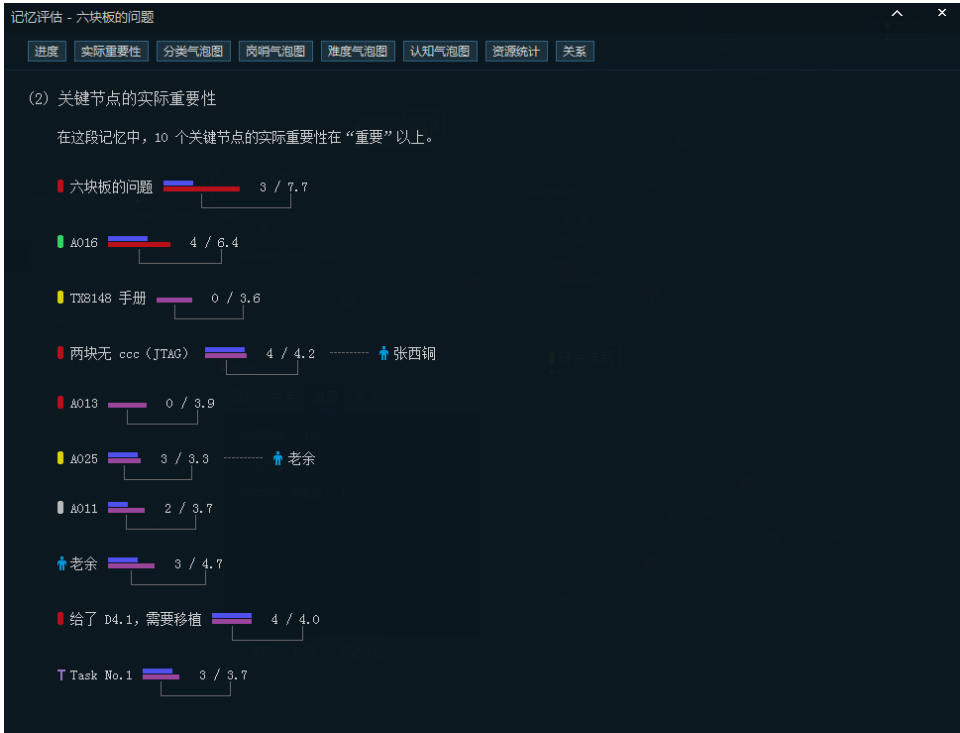 记忆评估 - 六块板的问题
进度 实际重要性 分类气泡图 岗哨气泡图 难度气泡图 认知气泡图 资源统计 关系
(2) 关键节点的实际重要性
在这段记忆中，10 个关键节点的实际重要性在“重要”以上。
六块板的问题 3 / 7.7
A016 4 / 6.4
TX8148 手册 0 / 3.6
两块无 ccc（JTAG） 4 / 4.2 张西铜
A013 0 / 3.9
A025 3 / 3.3 老余
A011 2 / 3.7
老余 3 / 4.7
给了 D4.1，需要移植 4 / 4.0
T Task No.1 3 / 3.7